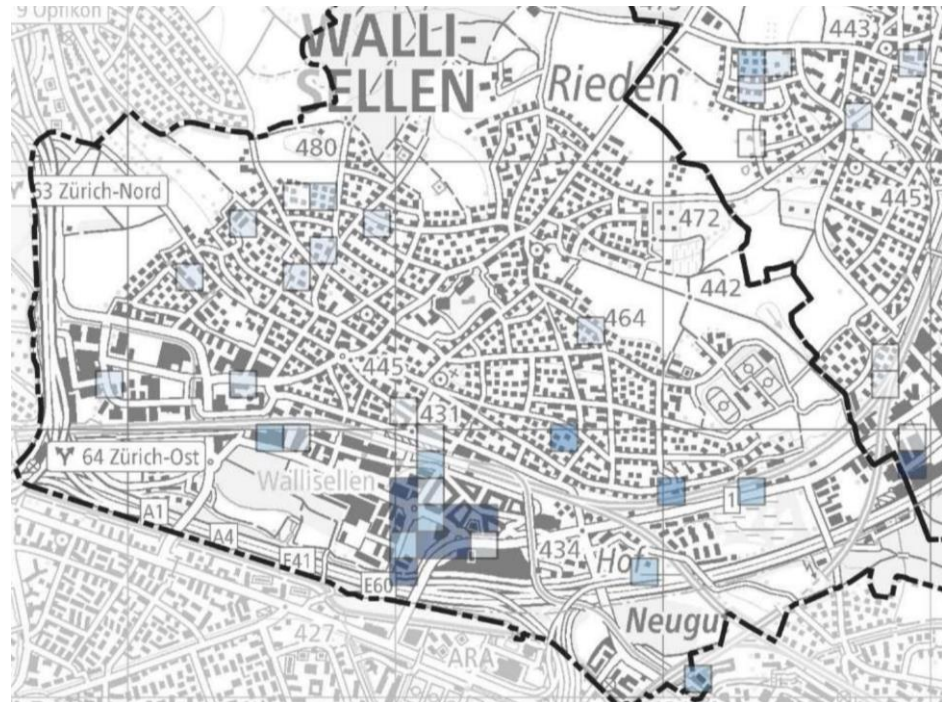 9 Opfikon
WALLI-
SELLEN
Rieden
443
480
63 Zürich-Nord
472
445
442
464
445
431
64 Zürich-Ost
Wallisellen
A1
A4
E41
E60
434
Hof
1
427
ARA
Neugu